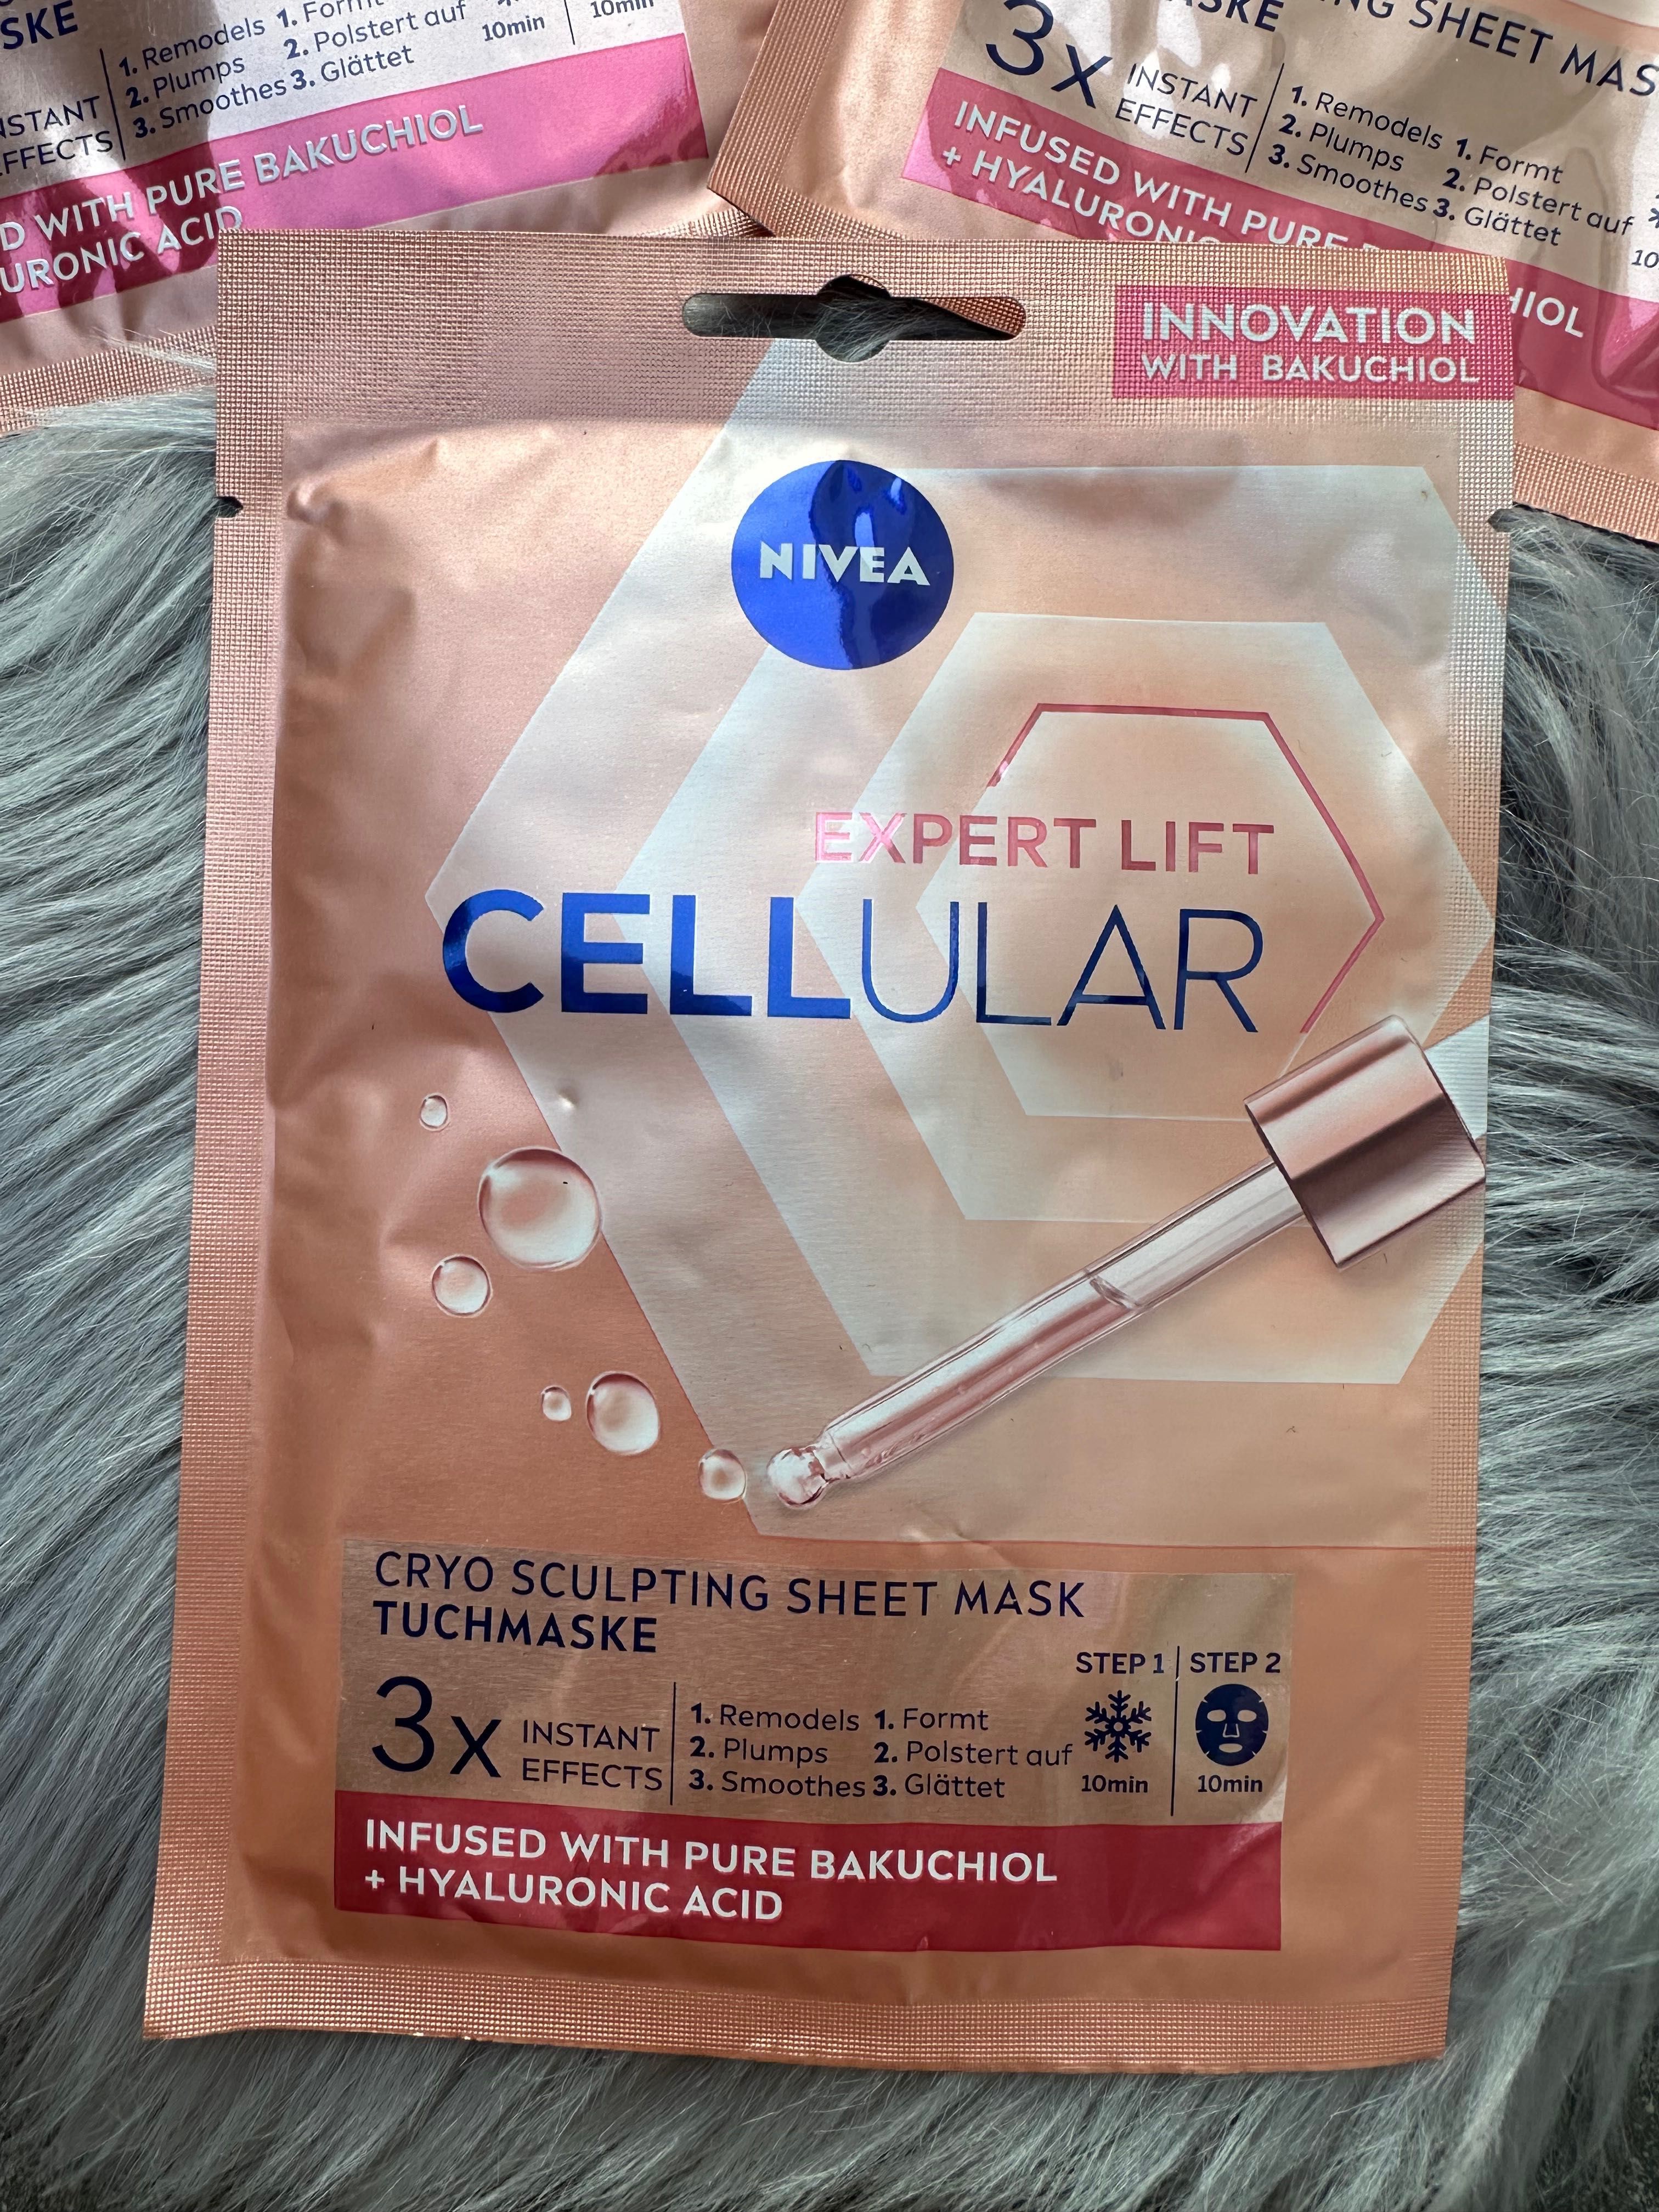 SKE
1. Remodels
2. Plumps
3. Smoothes
2. Polstert auf
3. Glättet
10min
10min
WITH PURE BAKUCHIOL
ACID
SHEET
3x INSTANT
EFFECTS
1. Remodels
2. Plumps
3. Smoothes
1. Formt
2. Polstert auf
3. Glättet
INFUSED WITH PURE
+ HYALURONIC
INNOVATION
WITH BAKUCHIOL
NIVEA
EXPERT LIFT
CELLULAR
CRYO SCULPTING SHEET MASK
TUCHMASKE
3x INSTANT
EFFECTS
1. Remodels
2. Plumps
3. Smoothes
1. Formt
2. Polstert auf
3. Glättet
STEP 1
10min
STEP 2
10min
INFUSED WITH PURE BAKUCHIOL
+ HYALURONIC ACID